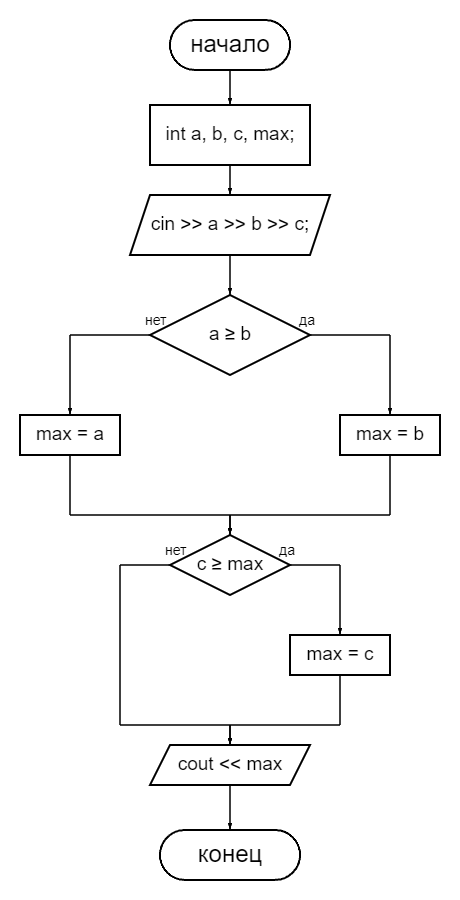 начало
int a, b, c, max;
cin >> a >> b >> c;
нет
да
a ≥ b
max = a
max = b
нет
да
c ≥ max
max = c
cout << max
конец